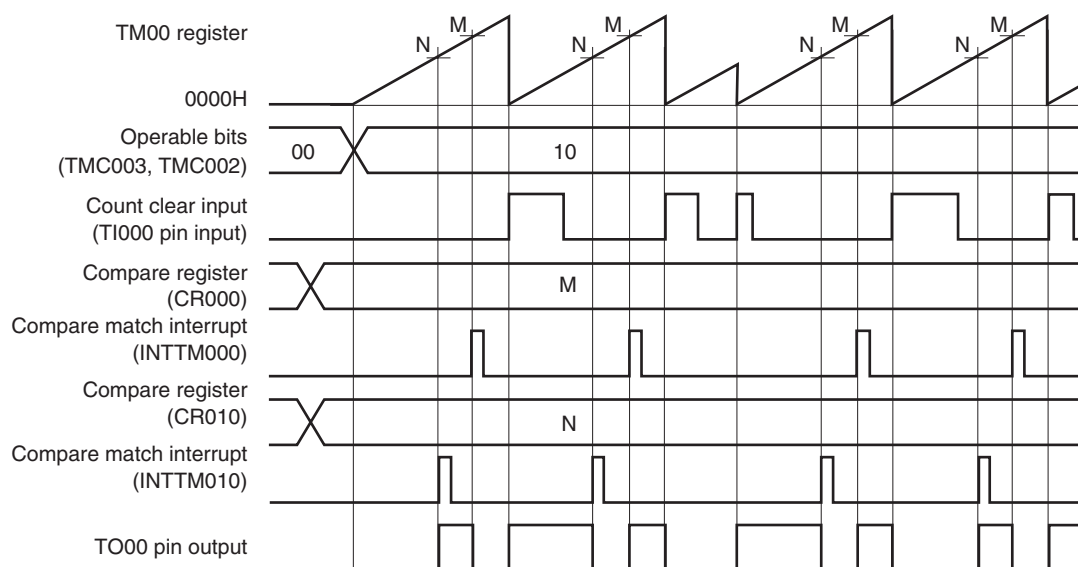 TM00 register
M
N
M
N
M
N
M
N
0000H
Operable bits
(TMC003, TMC002)
00
10
Count clear input
(TI000 pin input)
Compare register
(CR000)
M
Compare match interrupt
(INTTM000)
Compare register
(CR010)
N
Compare match interrupt
(INTTM010)
TO00 pin output